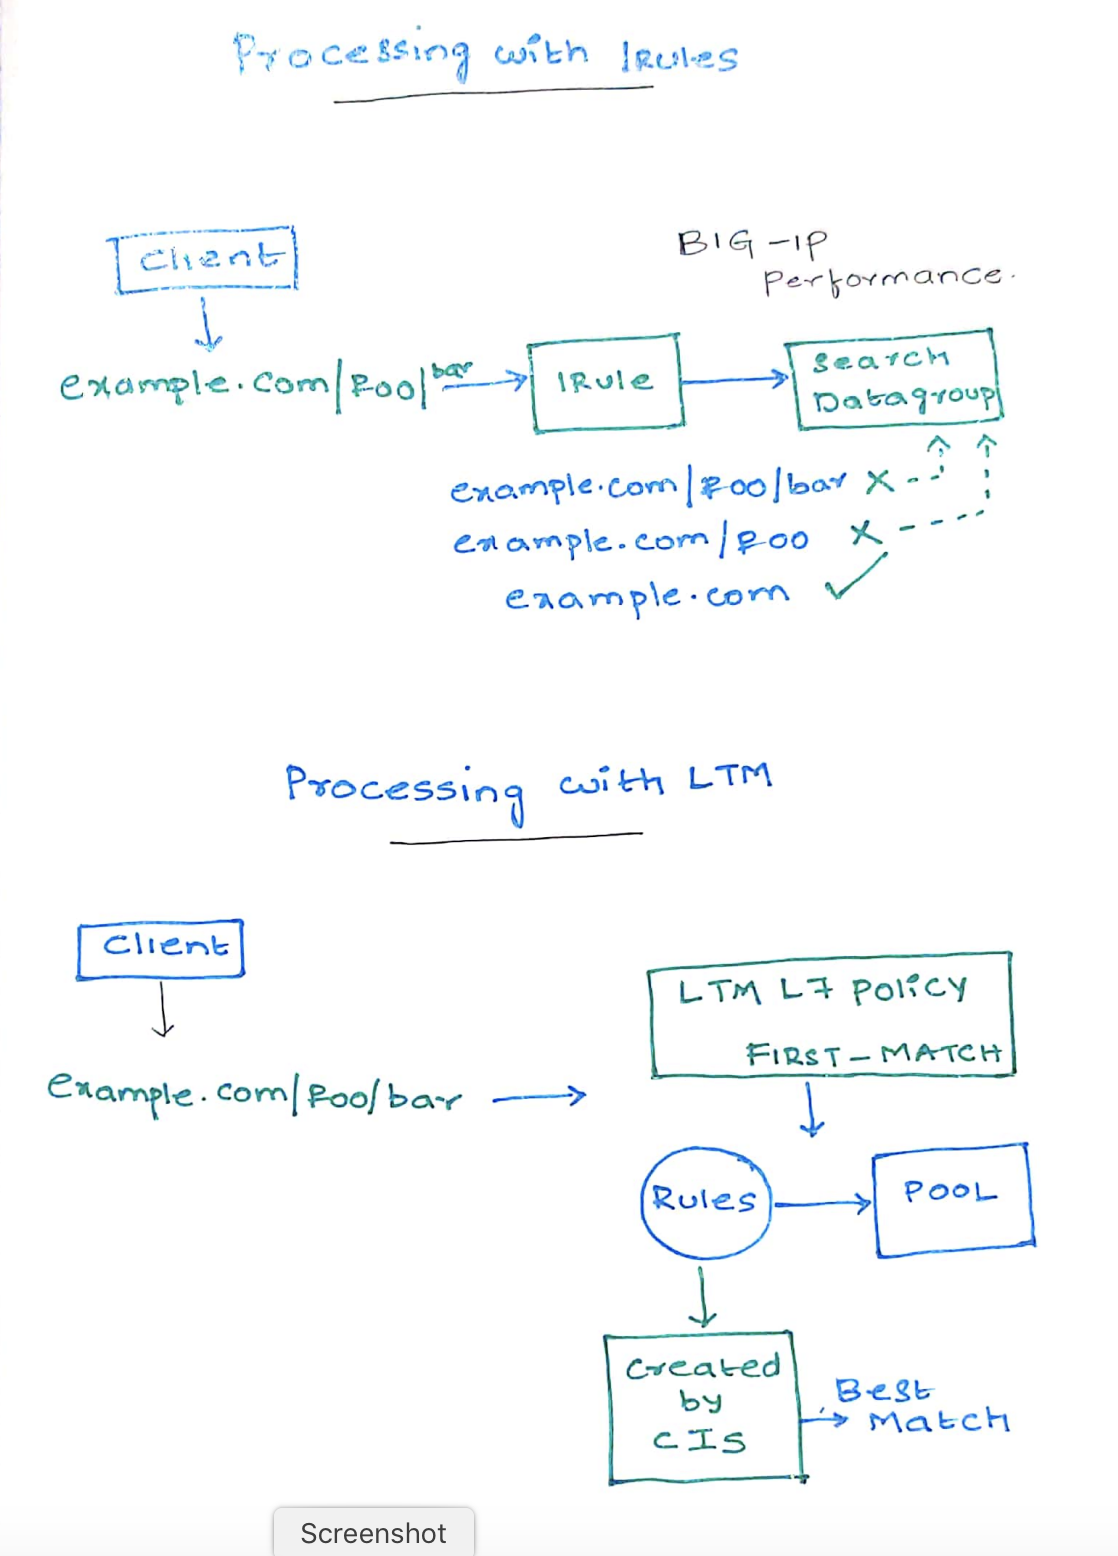 Processing with IRules
Client
BIG-IP
Performance.
example.com/foo/bar
IRule
Search
Datagroup
example.com/foo/bar X
example.com/foo X
example.com ✓
Processing with LTM
Client
LTM L7 Policy
FIRST-MATCH
example.com/foo/bar
Rules
POOL
Created
by
CIS
Best
Match
Screenshot